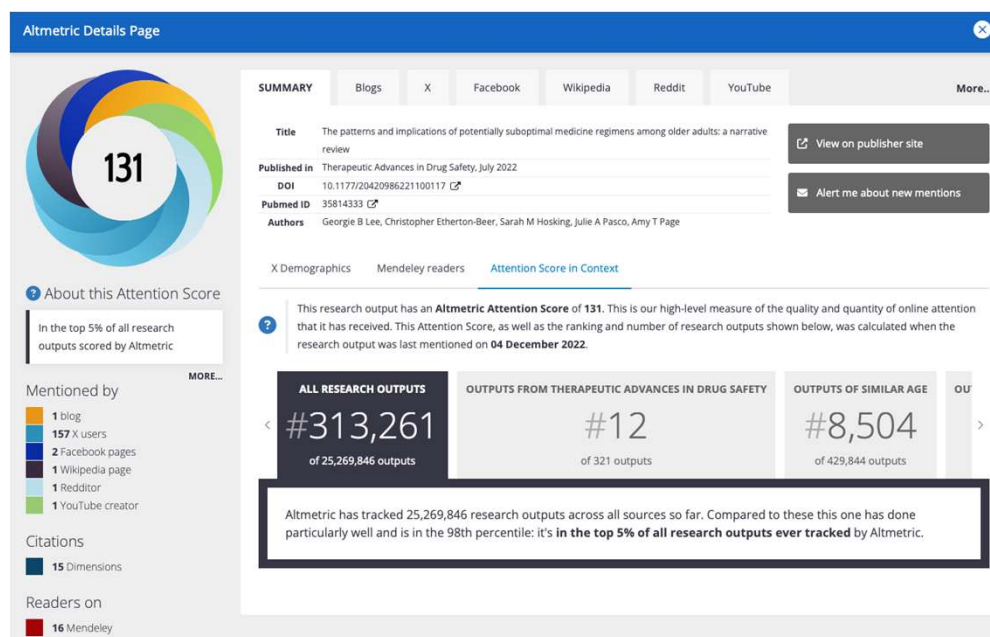 Altmetric Details Page
131
About this Attention Score
In the top 5% of all research
outputs scored by Altmetric
MORE...
Mentioned by
1 blog
157 X users
2 Facebook pages
1 Wikipedia page
1 Redditor
1 YouTube creator
Citations
15 Dimensions
Readers on
16 Mendeley
SUMMARY Blogs X Facebook Wikipedia Reddit YouTube More..
Title The patterns and implications of potentially suboptimal medicine regimens among older adults: a narrative
review
Published in Therapeutic Advances in Drug Safety, July 2022
DOI 10.1177/20420986221100117
Pubmed ID 35814333
Authors Georgie B Lee, Christopher Etherton-Beer, Sarah M Hosking, Julie A Pasco, Amy T Page
View on publisher site
Alert me about new mentions
X Demographics Mendeley readers Attention Score in Context
This research output has an Altmetric Attention Score of 131. This is our high-level measure of the quality and quantity of online attention
that it has received. This Attention Score, as well as the ranking and number of research outputs shown below, was calculated when the
research output was last mentioned on 04 December 2022.
ALL RESEARCH OUTPUTS
#313,261
of 25,269,846 outputs
OUTPUTS FROM THERAPEUTIC ADVANCES IN DRUG SAFETY
#12
of 321 outputs
OUTPUTS OF SIMILAR AGE
#8,504
of 429,844 outputs
OU
Altmetric has tracked 25,269,846 research outputs across all sources so far. Compared to these this one has done
particularly well and is in the 98th percentile: it's in the top 5% of all research outputs ever tracked by Altmetric.